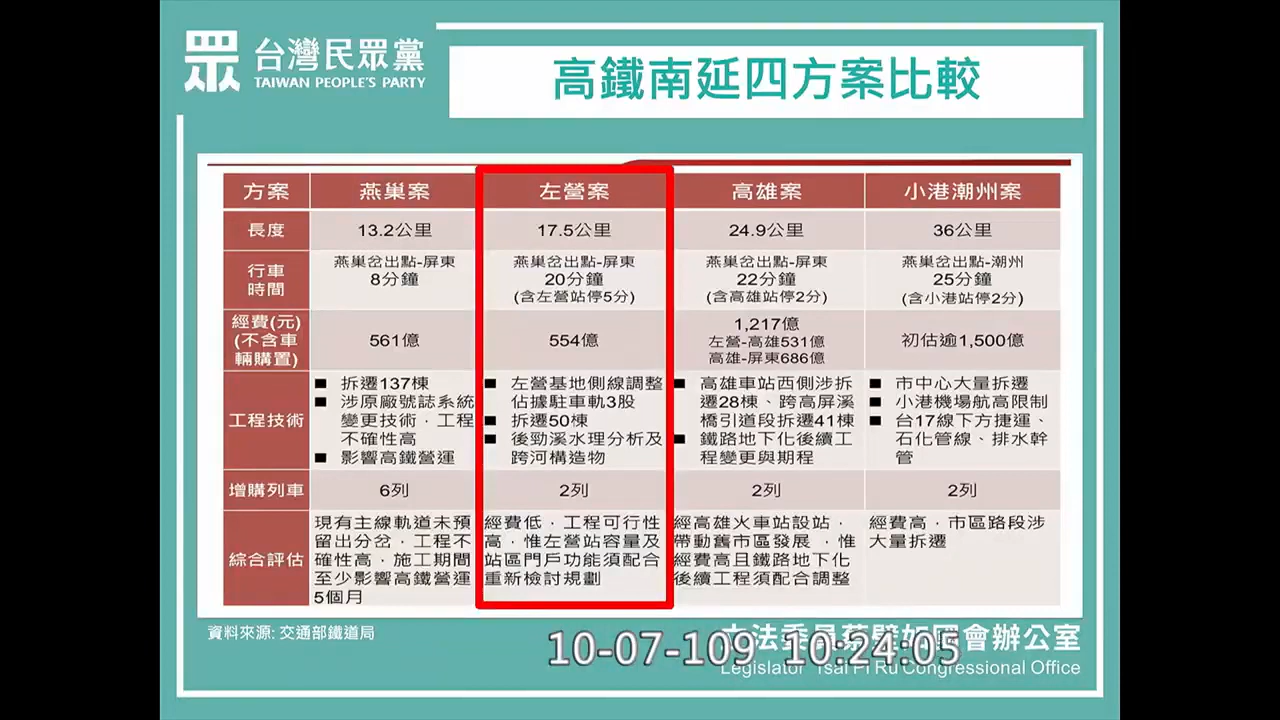 眾 台灣民眾黨
TAIWAN PEOPLE'S PARTY
高鐵南延四方案比較
方案 燕巢案 左營案 高雄案 小港潮州案
長度 13.2公里 17.5公里 24.9公里 36公里
行車
時間
燕巢岔出點-屏東
8分鐘
燕巢岔出點-屏東
20分鐘
(含左營站停5分)
燕巢岔出點-屏東
22分鐘
(含高雄站停2分)
燕巢岔出點-潮州
25分鐘
(含小港站停2分)
經費(元)
(不含車
輛購置)
561億
554億
1,217億
左營-高雄531億
高雄-屏東686億
初估逾1,500億
工程技術
■ 拆遷137棟
■ 涉原廠號誌系統
變更技術，工程
不確性高
■ 影響高鐵營運
■ 左營基地側線調整
佔據駐車軌3股
■ 拆遷50棟
■ 後勁溪水理分析及
跨河構造物
■ 高雄車站西側涉拆
遷28棟、跨高屏溪
橋引道段拆遷41棟
■ 鐵路地下化後續工
程變更與期程
■ 市中心大量拆遷
■ 小港機場航高限制
■ 台17線下方捷運、
石化管線、排水幹
管
增購列車 6列 2列 2列 2列
綜合評估
現有主線軌道未預
留出分岔，工程不
確性高，施工期間
至少影響高鐵營運
5個月
經費低，工程可行性
高，惟左營站容量及
站區門戶功能須配合
重新檢討規劃
經高雄火車站設站，
帶動舊市區發展，惟
經費高且鐵路地下化
後續工程須配合調整
經費高，市區路段涉
大量拆遷
資料來源: 交通部鐵道局
立法委員蔡壁如國會辦公室
Legislator Tsai Pi Ru Congressional Office
10-07-109 10:24:05